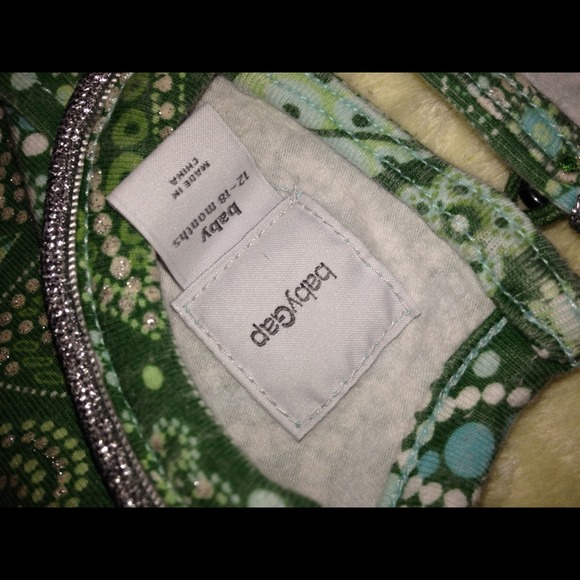 babyGap
baby
12-18 months
MADE IN
CHINA